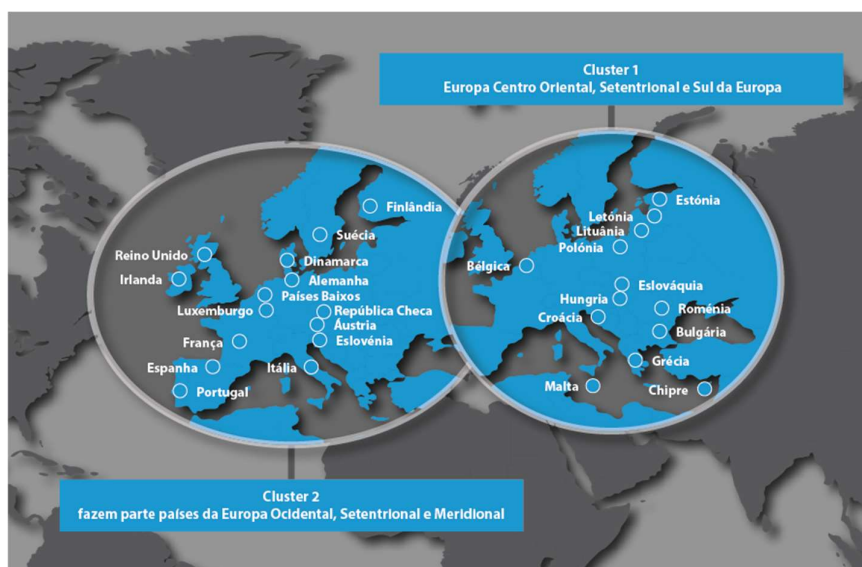 Cluster 1
Europa Centro Oriental, Setentrional e Sul da Europa
Finlândia
Suécia
Reino Unido
Dinamarca
Irlanda
Alemanha
Países Baixos
Luxemburgo
República Checa
Áustria
França
Eslovénia
Espanha
Itália
Portugal
Estónia
Letónia
Lituânia
Polónia
Bélgica
Eslováquia
Hungria
Roménia
Croácia
Bulgária
Grécia
Malta
Chipre
Cluster 2
fazem parte países da Europa Ocidental, Setentrional e Meridional